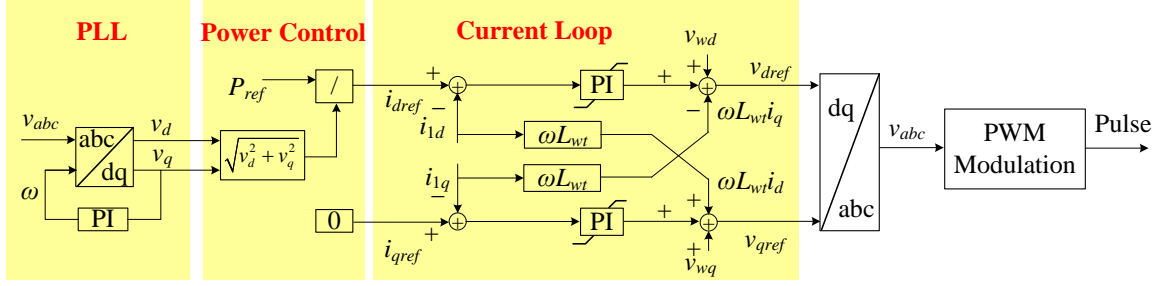 PLL
Power Control
Current Loop
v_abc
abc
dq
v_d
v_q
ω
PI
P_ref
/
√(v_d^2 + v_q^2)
0
i_dref
+
−
i_1d
i_1q
−
+
i_qref
PI
ωL_wt
ωL_wt
PI
+
+
v_wd
+
−
v_dref
ωL_wt i_q
ωL_wt i_d
+
+
v_wq
v_qref
dq
abc
v_abc
PWM
Modulation
Pulse